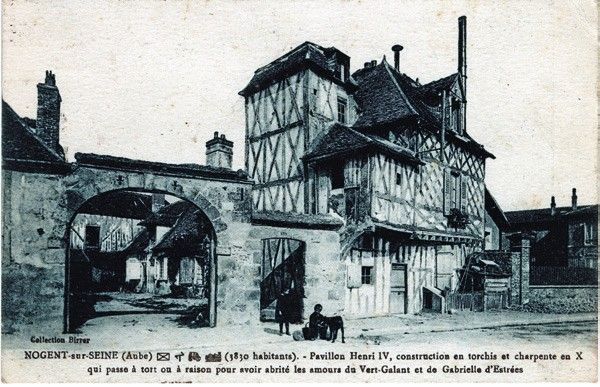 Collection Birrer
NOGENT-sur-SEINE (Aube) (3830 habitants). - Pavillon Henri IV, construction en torchis et charpente en X
qui passe à tort ou à raison pour avoir abrité les amours du Vert-Galant et de Gabrielle d'Estrées